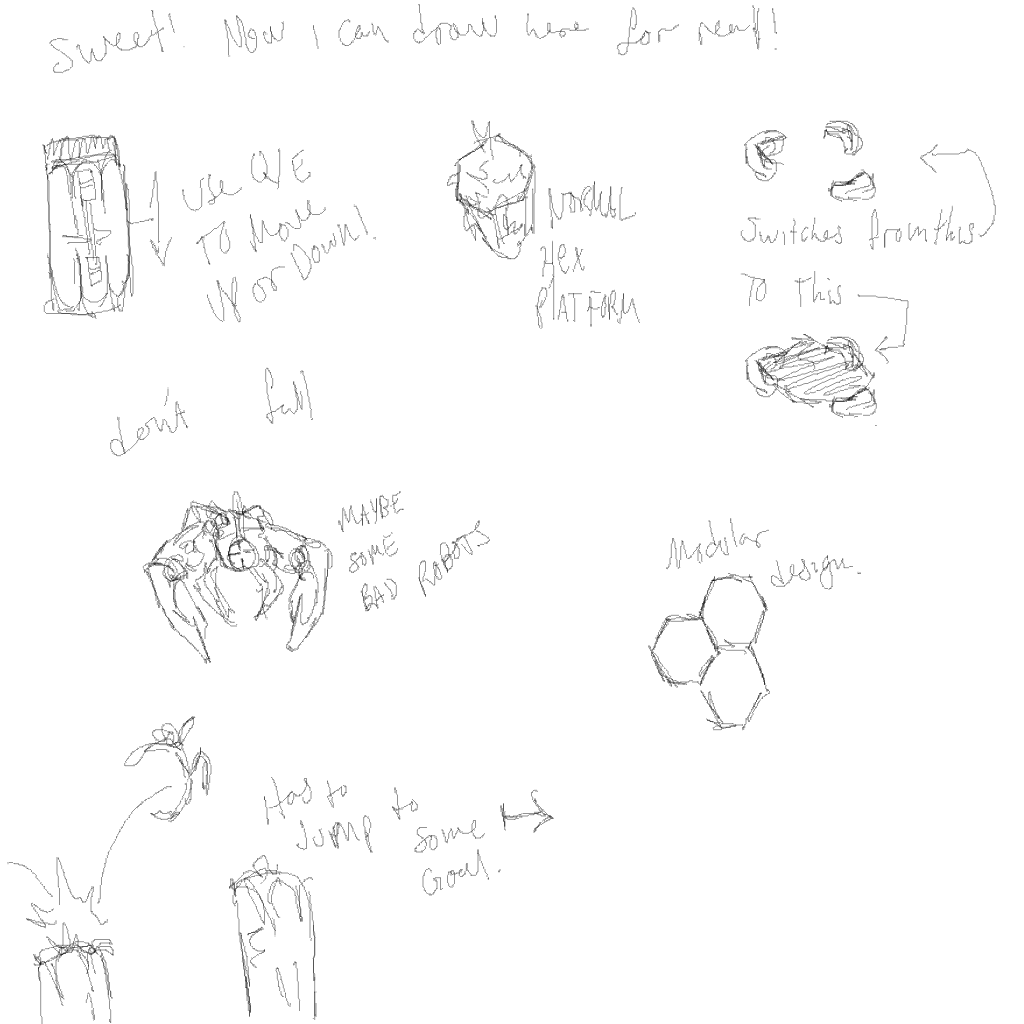 Sweet! Now I can draw here for real!
Use Q/E
To Move
UP or Down!
NORMAL
HEX
PLATFORM
Switches from this
To This
don't fall
MAYBE
SOME
BAD ROBOTS
Modular
design.
Has to
Jump to
some
Goal.